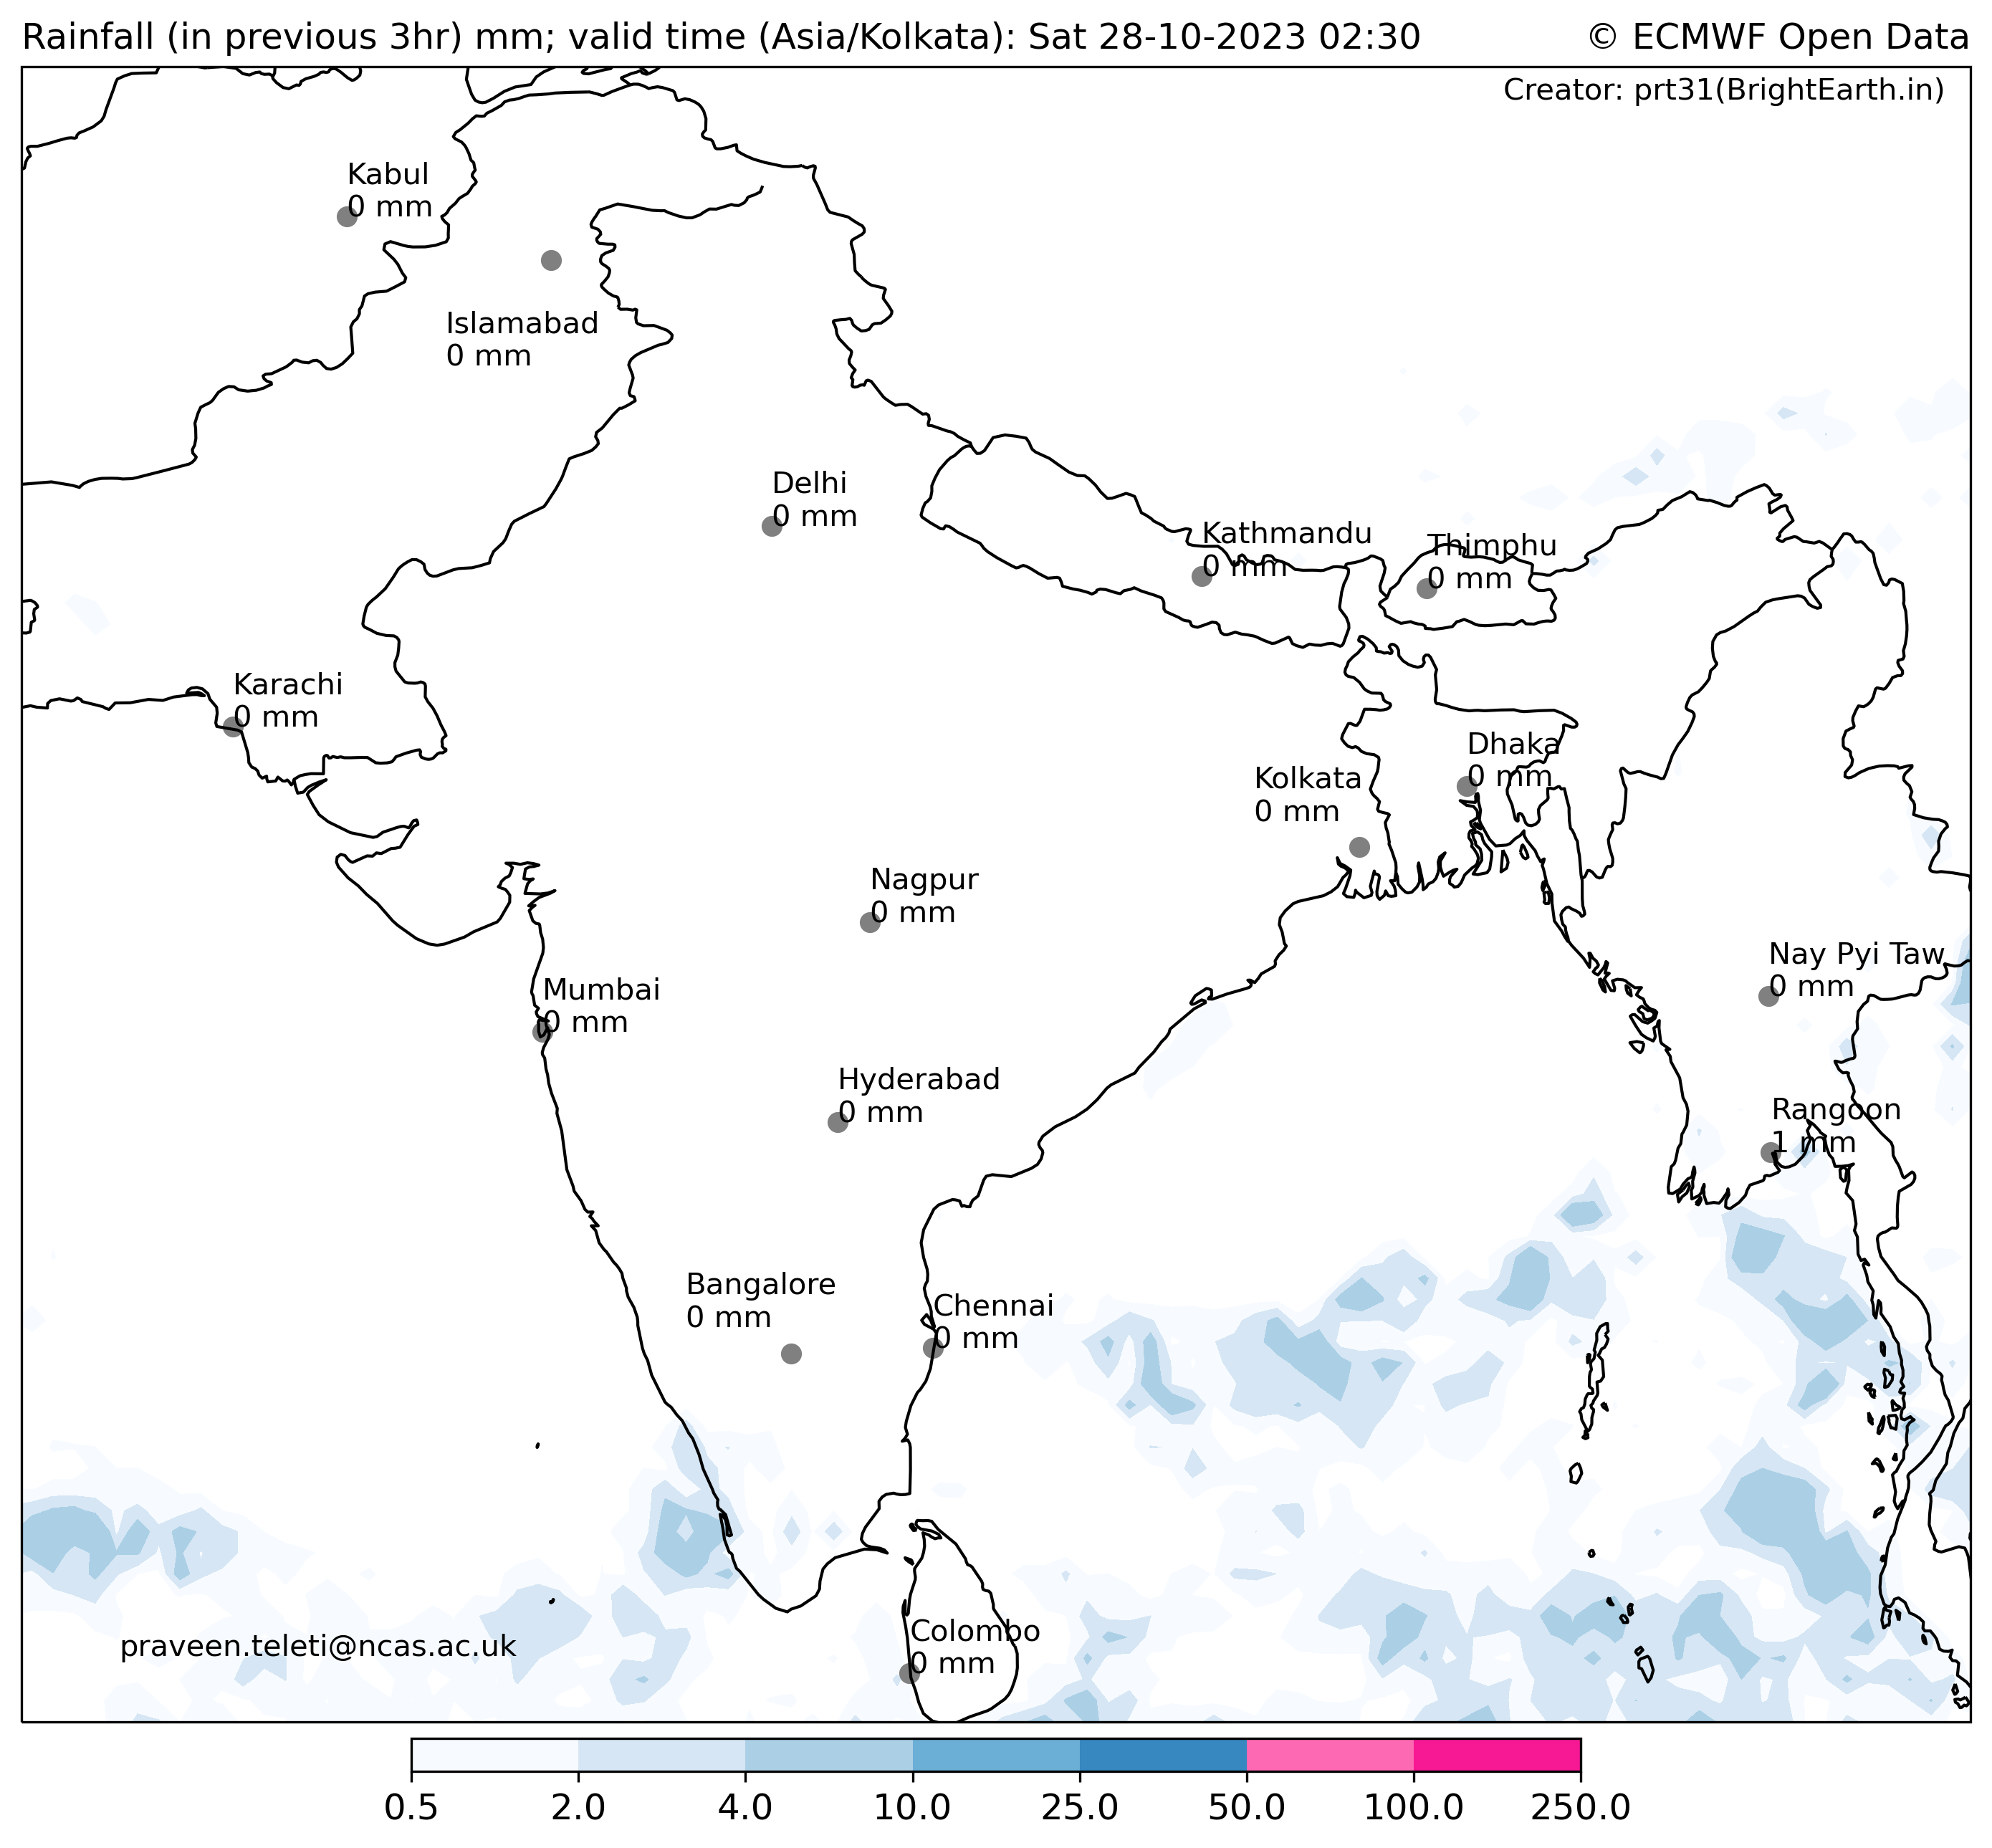 Rainfall (in previous 3hr) mm; valid time (Asia/Kolkata): Sat 28-10-2023 02:30
© ECMWF Open Data
Creator: prt31(BrightEarth.in)
Kabul
0 mm
Islamabad
0 mm
Delhi
0 mm
Kathmandu
0 mm
Thimphu
0 mm
Karachi
0 mm
Dhaka
0 mm
Kolkata
0 mm
Nagpur
0 mm
Nay Pyi Taw
0 mm
Mumbai
0 mm
Hyderabad
0 mm
Rangoon
1 mm
Bangalore
0 mm
Chennai
0 mm
Colombo
0 mm
praveen.teleti@ncas.ac.uk
0.5 2.0 4.0 10.0 25.0 50.0 100.0 250.0